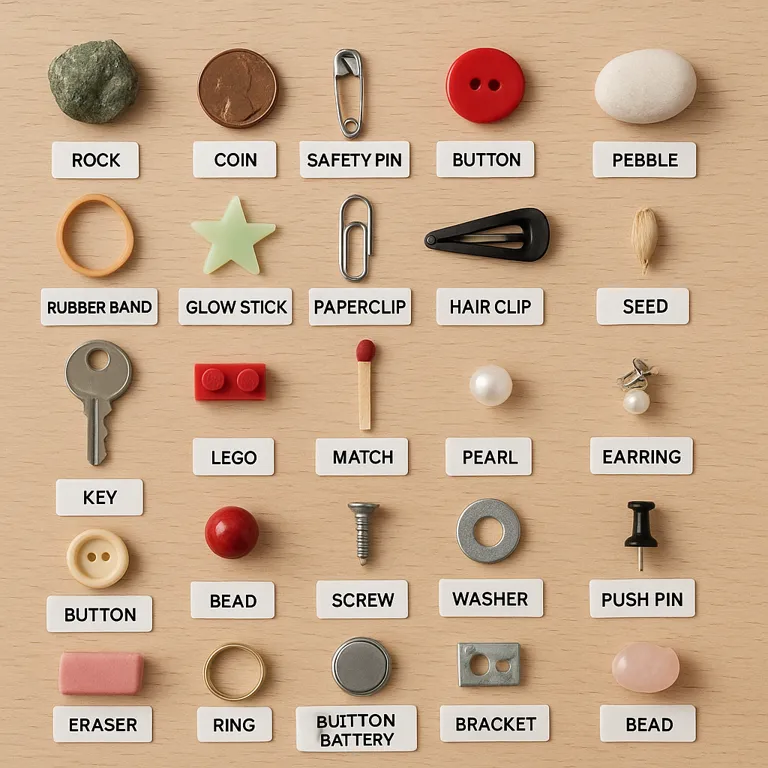 ROCK
COIN
SAFETY PIN
BUTTON
PEBBLE
RUBBER BAND
GLOW STICK
PAPERCLIP
HAIR CLIP
SEED
KEY
LEGO
MATCH
PEARL
EARRING
BUTTON
BEAD
SCREW
WASHER
PUSH PIN
ERASER
RING
BUITTON
BATTERY
BRACKET
BEAD